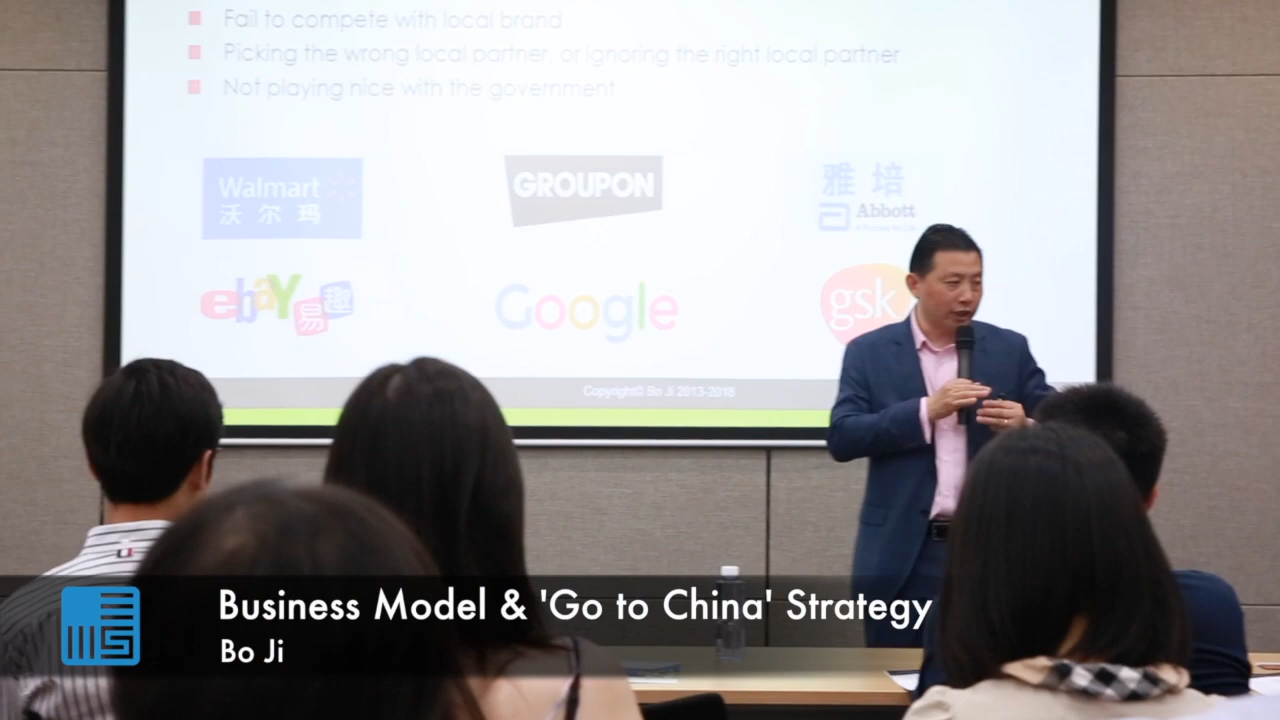 Fail to compete with local brand
Picking the wrong local partner, or ignoring the right local partner
Not playing nice with the government
Walmart
沃尔玛
GROUPON
雅培
Abbott
ebaY易趣
Google
gsk
Copyright© Bo Ji 2013-2018
Business Model & 'Go to China' Strategy
Bo Ji